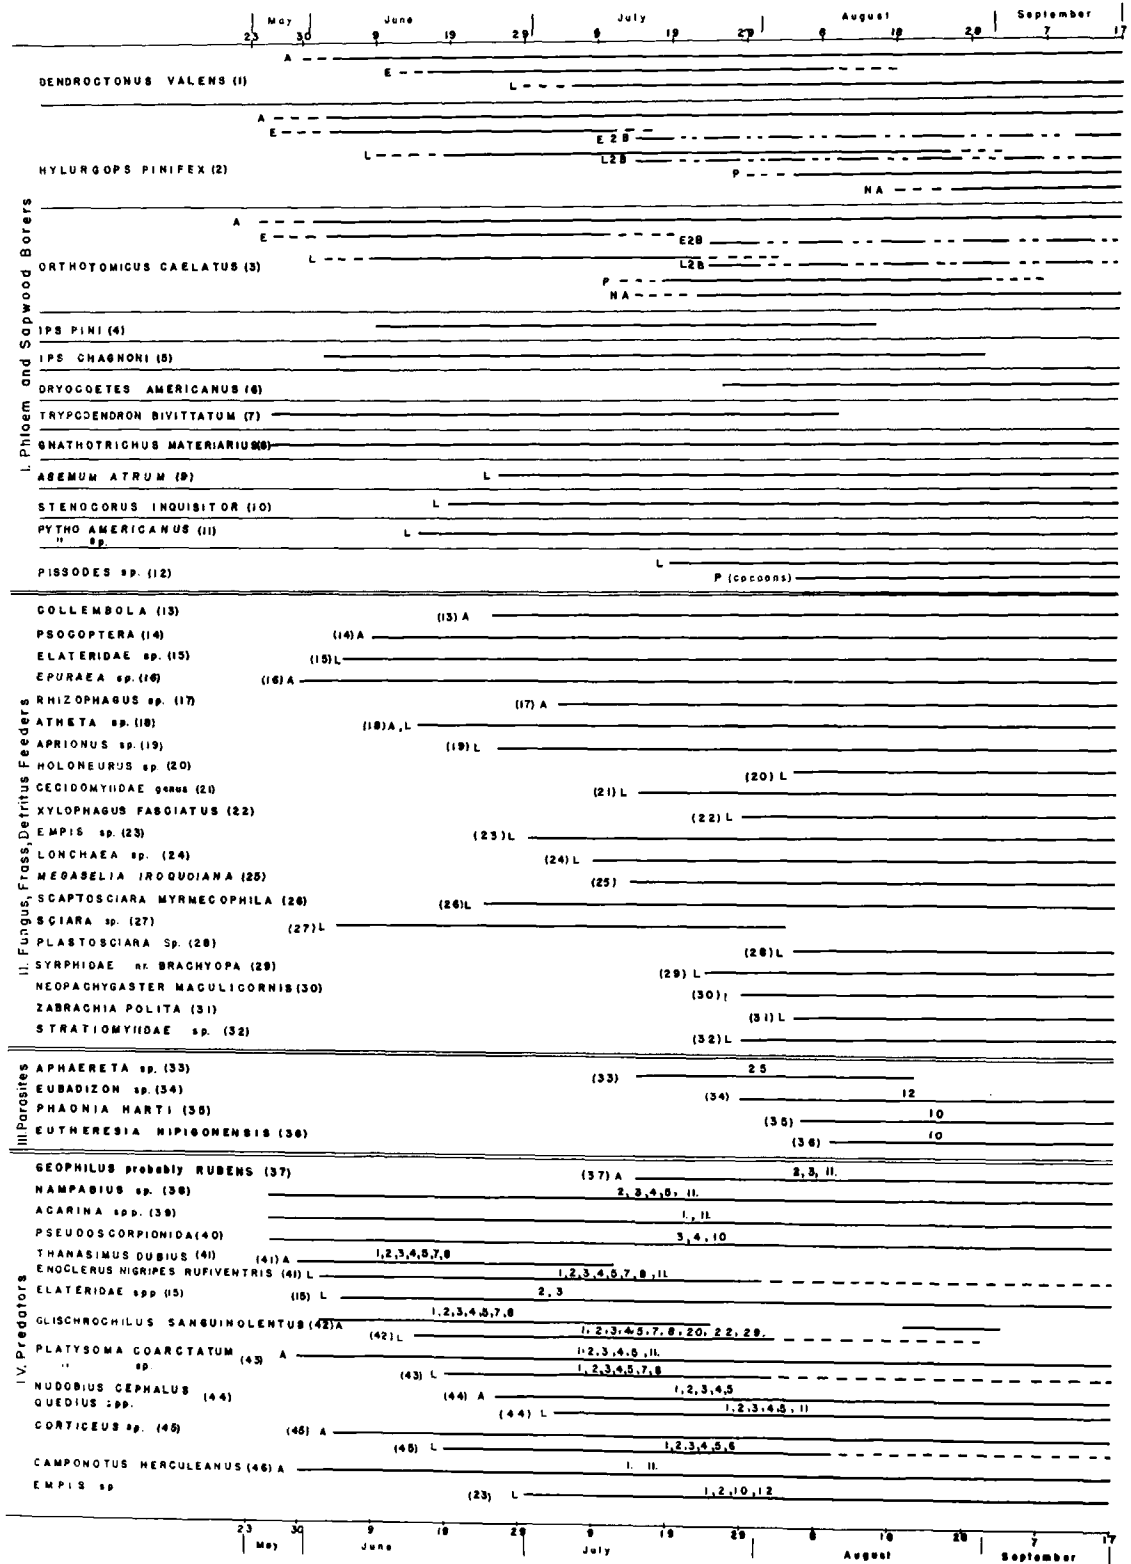 May June July August September
23 30 9 19 29 9 19 29 8 18 28 7 17
I. Phloem and Sapwood Borers
A
E
DENDROCTONUS VALENS (1)
L
A
E
E 2 B
L
L2B
HYLURGOPS PINIFEX (2)
P
NA
A
E
E2B
L
ORTHOTOMICUS CAELATUS (3)
L2B
P
NA
IPS PINI (4)
IPS CHAGNONI (5)
DRYOCOETES AMERICANUS (6)
TRYPODENDRON BIVITTATUM (7)
GNATHOTRICHUS MATERIARIUS (8)
ASEMUM ATRUM (9) L
STENOCORUS INQUISITOR (10) L
PYTHO AMERICANUS (11) L
" sp.
L
PISSODES sp. (12)
P (cocoons)
II. Fungus, Frass, Detritus Feeders
COLLEMBOLA (13) (13) A
PSOCOPTERA (14) (14) A
ELATERIDAE sp. (15) (15) L
EPURAEA sp. (16) (16) A
RHIZOPHAGUS sp. (17) (17) A
ATHETA sp. (18) (18) A, L
APRIONUS sp. (19) (19) L
HOLONEURUS sp. (20) (20) L
CECIDOMYIIDAE genus (21) (21) L
XYLOPHAGUS FASCIATUS (22) (22) L
EMPIS sp. (23) (23) L
LONCHAEA sp. (24) (24) L
MEGASELIA IROQUOIANA (25) (25)
SCAPTOSCIARA MYRMECOPHILA (26) (26) L
SCIARA sp. (27) (27) L
PLASTOSCIARA Sp. (28) (28) L
SYRPHIDAE nr. BRACHYOPA (29) (29) L
NEOPACHYGASTER MACULICORNIS (30) (30) L
ZABRACHIA POLITA (31) (31) L
STRATIOMYIIDAE sp. (32) (32) L
III. Parasites
APHAERETA sp. (33) (33) 25
EUBADIZON sp. (34) (34) 12
PHAONIA HARTI (35) (35) 10
EUTHERESIA NIPIGONENSIS (36) (36) 10
IV. Predators
GEOPHILUS probably RUBENS (37) (37) A 2, 3, 11.
NAMPABIUS sp. (38) 2, 3, 4, 5, 11.
ACARINA spp. (39) 1., 11.
PSEUDOSCORPIONIDA (40) 3, 4, 10
THANASIMUS DUBIUS (41) (41) A 1,2,3,4,5,7,8
ENOCLERUS NIGRIPES RUFIVENTRIS (41) L 1,2,3,4,5,7,8,11.
ELATERIDAE spp (15) (15) L 2, 3
GLISCHROCHILUS SANGUINOLENTUS (42) A 1,2,3,4,5,7,8
(42) L 1, 2, 3, 4, 5, 7, 8, 20, 22, 29.
PLATYSOMA COARCTATUM (43) A 1,2,3,4,5,11.
" sp. (43) L 1, 2,3,4,5,7,8
NUDOBIUS CEPHALUS (44) (44) A 1,2,3,4,5
QUEDIUS spp. (44) L 1,2,3,4,5, 11
CORTICEUS sp. (45) (45) A
(45) L 1,2,3,4,5,6
CAMPONOTUS HERCULEANUS (46) A 1. 11.
EMPIS sp (23) L 1, 2, 10, 12
23 30 9 19 29 9 19 29 8 18 28 7 17
May June July August September